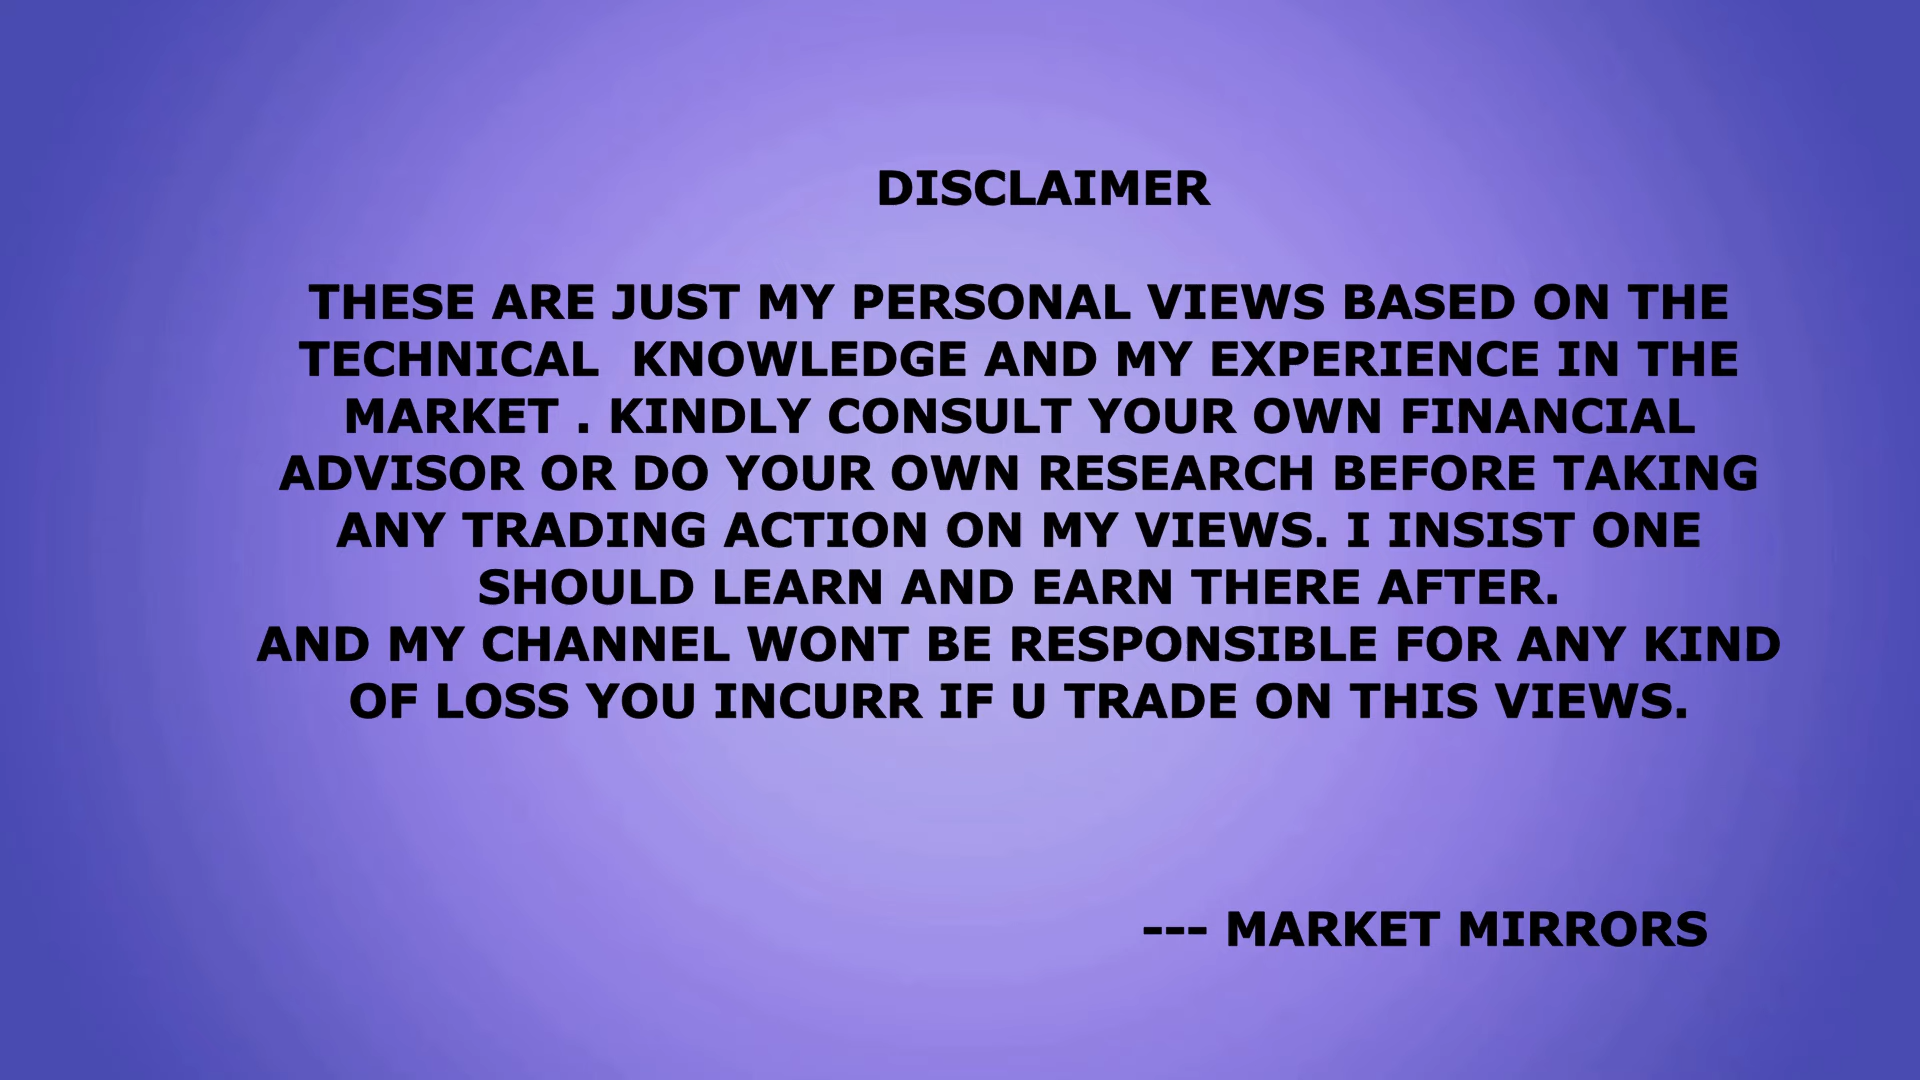 DISCLAIMER
THESE ARE JUST MY PERSONAL VIEWS BASED ON THE
TECHNICAL  KNOWLEDGE AND MY EXPERIENCE IN THE
MARKET . KINDLY CONSULT YOUR OWN FINANCIAL
ADVISOR OR DO YOUR OWN RESEARCH BEFORE TAKING
ANY TRADING ACTION ON MY VIEWS. I INSIST ONE
SHOULD LEARN AND EARN THERE AFTER.
AND MY CHANNEL WONT BE RESPONSIBLE FOR ANY KIND
OF LOSS YOU INCURR IF U TRADE ON THIS VIEWS.
--- MARKET MIRRORS